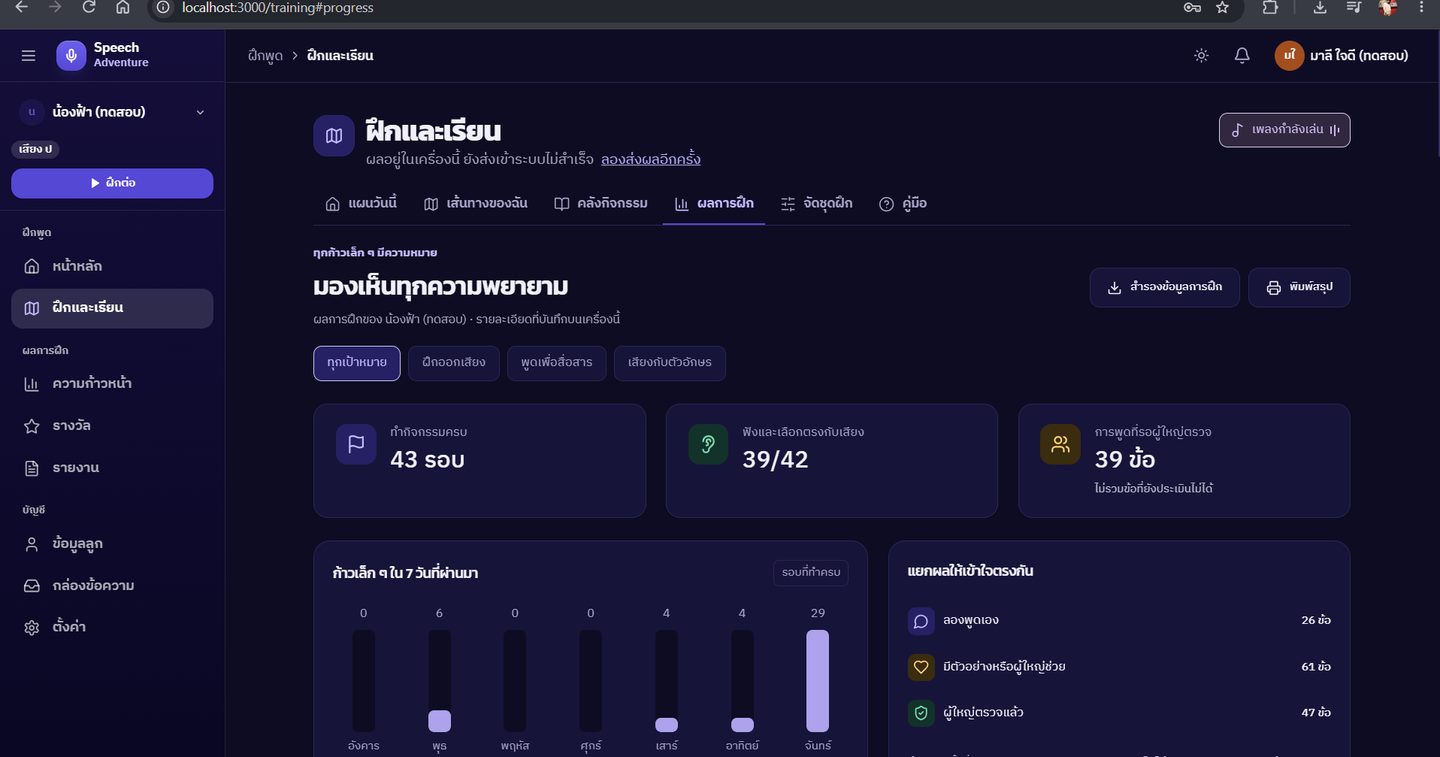 localhost:3000/training#progress
Speech
Adventure
น น้องฟ้า (ทดสอบ)
เสียง ป
ฝึกต่อ
ฝึกพูด
หน้าหลัก
ฝึกและเรียน
ผลการฝึก
ความก้าวหน้า
รางวัล
รายงาน
บัญชี
ข้อมูลลูก
กล่องข้อความ
ตั้งค่า
ฝึกพูด > ฝึกและเรียน
มใ มาลี ใจดี (ทดสอบ)
ฝึกและเรียน
ผลอยู่ในเครื่องนี้ ยังส่งเข้าระบบไม่สำเร็จ ลองส่งผลอีกครั้ง
เพลงกำลังเล่น
แผนวันนี้ เส้นทางของฉัน คลังกิจกรรม ผลการฝึก จัดชุดฝึก คู่มือ
ทุกก้าวเล็ก ๆ มีความหมาย
มองเห็นทุกความพยายาม
ผลการฝึกของ น้องฟ้า (ทดสอบ) · รายละเอียดที่บันทึกบนเครื่องนี้
สำรองข้อมูลการฝึก พิมพ์สรุป
ทุกเป้าหมาย ฝึกออกเสียง พูดเพื่อสื่อสาร เสียงกับตัวอักษร
ทำกิจกรรมครบ
43 รอบ
ฟังและเลือกตรงกับเสียง
39/42
การพูดที่รอผู้ใหญ่ตรวจ
39 ข้อ
ไม่รวมข้อที่ยังประเมินไม่ได้
ก้าวเล็ก ๆ ใน 7 วันที่ผ่านมา
รอบที่ทำครบ
0 6 0 0 4 4 29
อังคาร พุธ พฤหัส ศุกร์ เสาร์ อาทิตย์ จันทร์
แยกผลให้เข้าใจตรงกัน
ลองพูดเอง 26 ข้อ
มีตัวอย่างหรือผู้ใหญ่ช่วย 61 ข้อ
ผู้ใหญ่ตรวจแล้ว 47 ข้อ